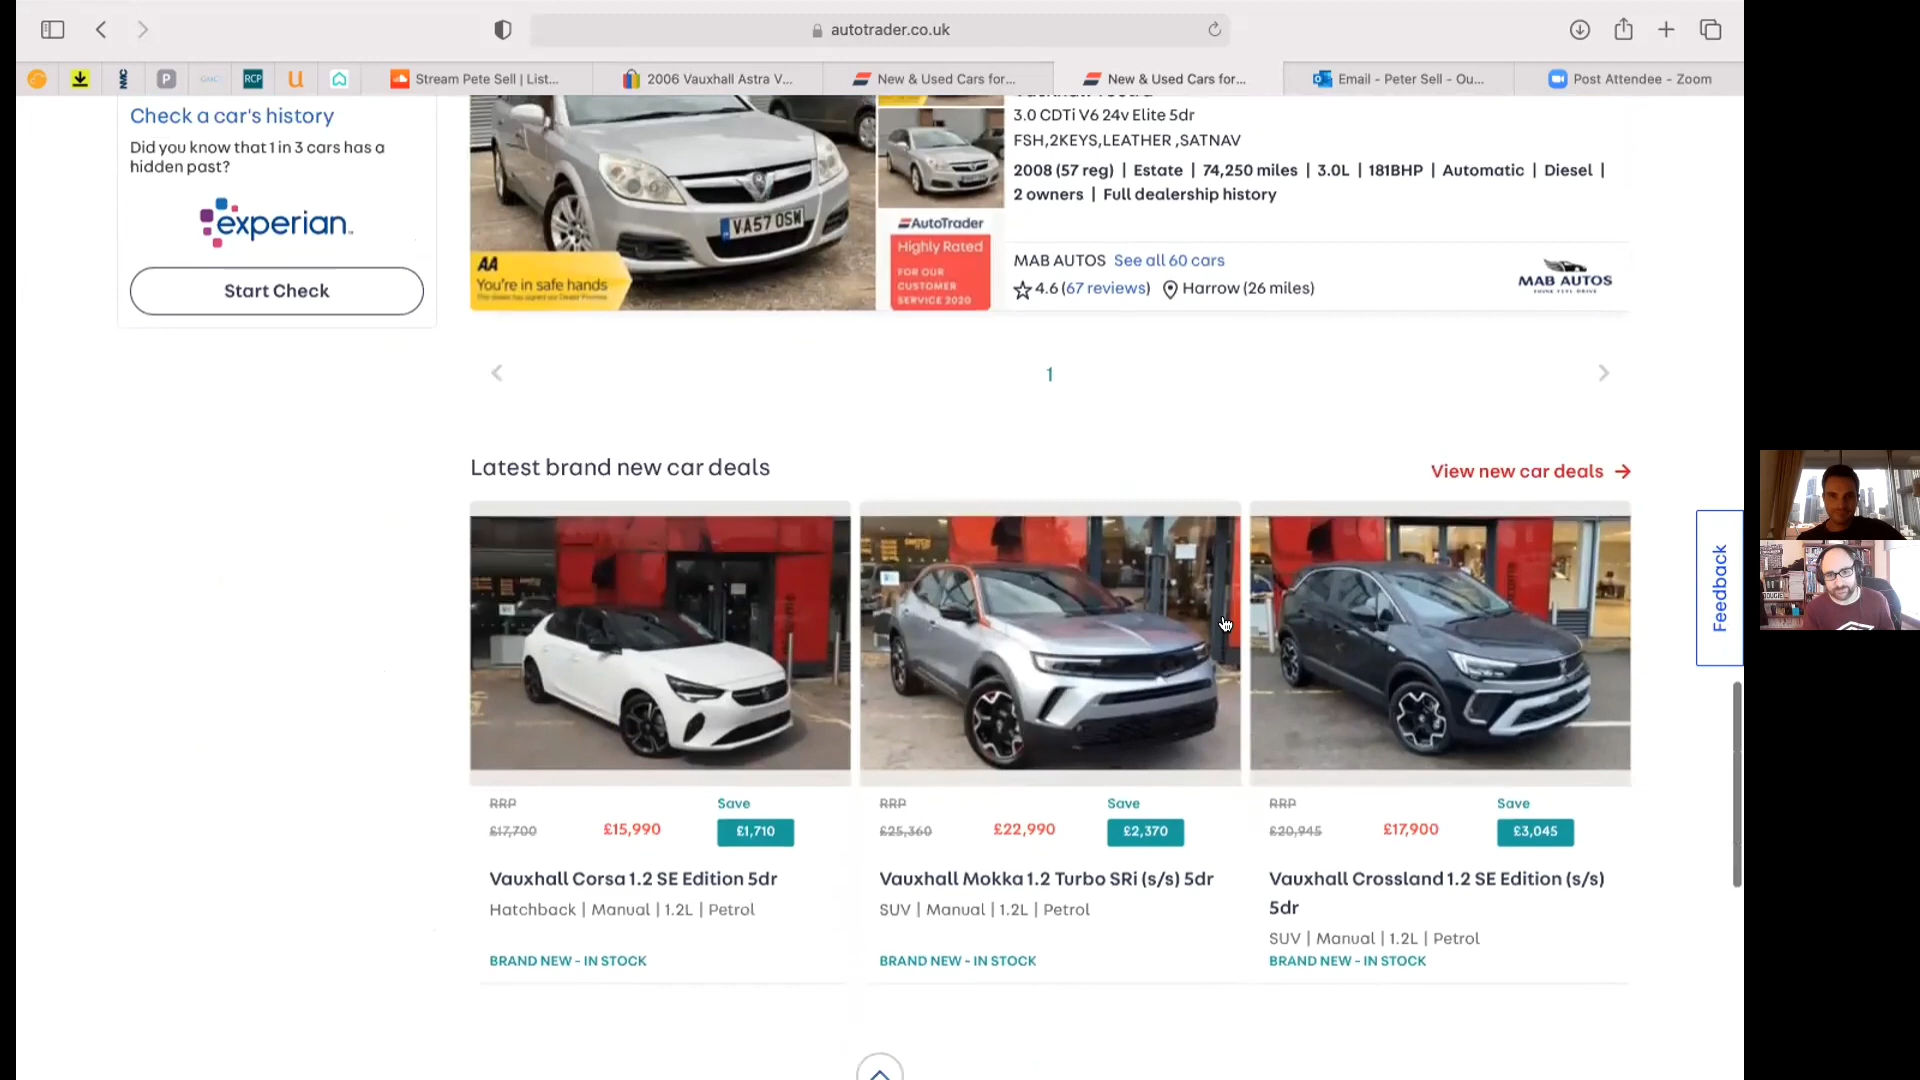 autotrader.co.uk
NMC
P
GMC
RCP
Stream Pete Sell | List...
2006 Vauxhall Astra V...
New & Used Cars for...
New & Used Cars for...
Email - Peter Sell - Ou...
Post Attendee - Zoom
Check a car's history
Did you know that 1 in 3 cars has a
hidden past?
experian
Start Check
VA57 OSW
AA
You're in safe hands
AutoTrader
Highly Rated
FOR OUR
CUSTOMER
SERVICE 2020
3.0 CDTi V6 24v Elite 5dr
FSH,2KEYS,LEATHER ,SATNAV
2008 (57 reg) | Estate | 74,250 miles | 3.0L | 181BHP | Automatic | Diesel |
2 owners | Full dealership history
MAB AUTOS See all 60 cars
4.6 (67 reviews) Harrow (26 miles)
MAB AUTOS
1
Latest brand new car deals
View new car deals
Feedback
RRP
£17,700
£15,990
Save
£1,710
Vauxhall Corsa 1.2 SE Edition 5dr
Hatchback | Manual | 1.2L | Petrol
BRAND NEW - IN STOCK
RRP
£25,360
£22,990
Save
£2,370
Vauxhall Mokka 1.2 Turbo SRi (s/s) 5dr
SUV | Manual | 1.2L | Petrol
BRAND NEW - IN STOCK
RRP
£20,945
£17,900
Save
£3,045
Vauxhall Crossland 1.2 SE Edition (s/s)
5dr
SUV | Manual | 1.2L | Petrol
BRAND NEW - IN STOCK